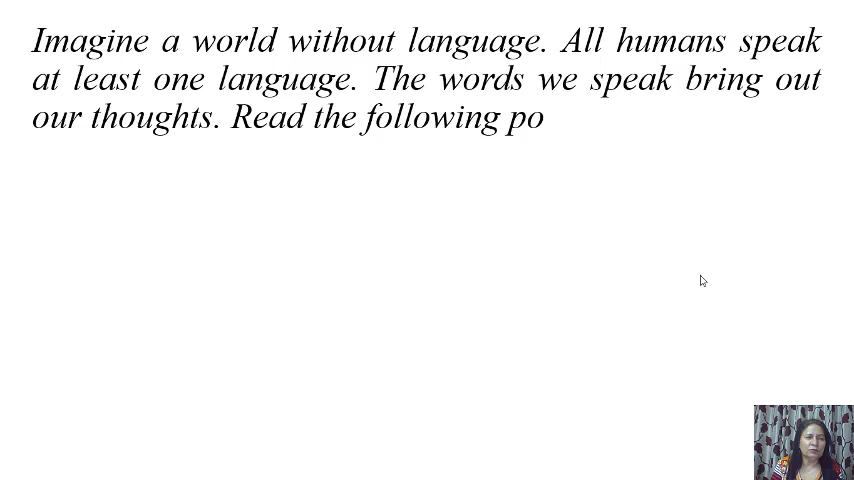 Imagine a world without language. All humans speak
at least one language. The words we speak bring out
our thoughts. Read the following po